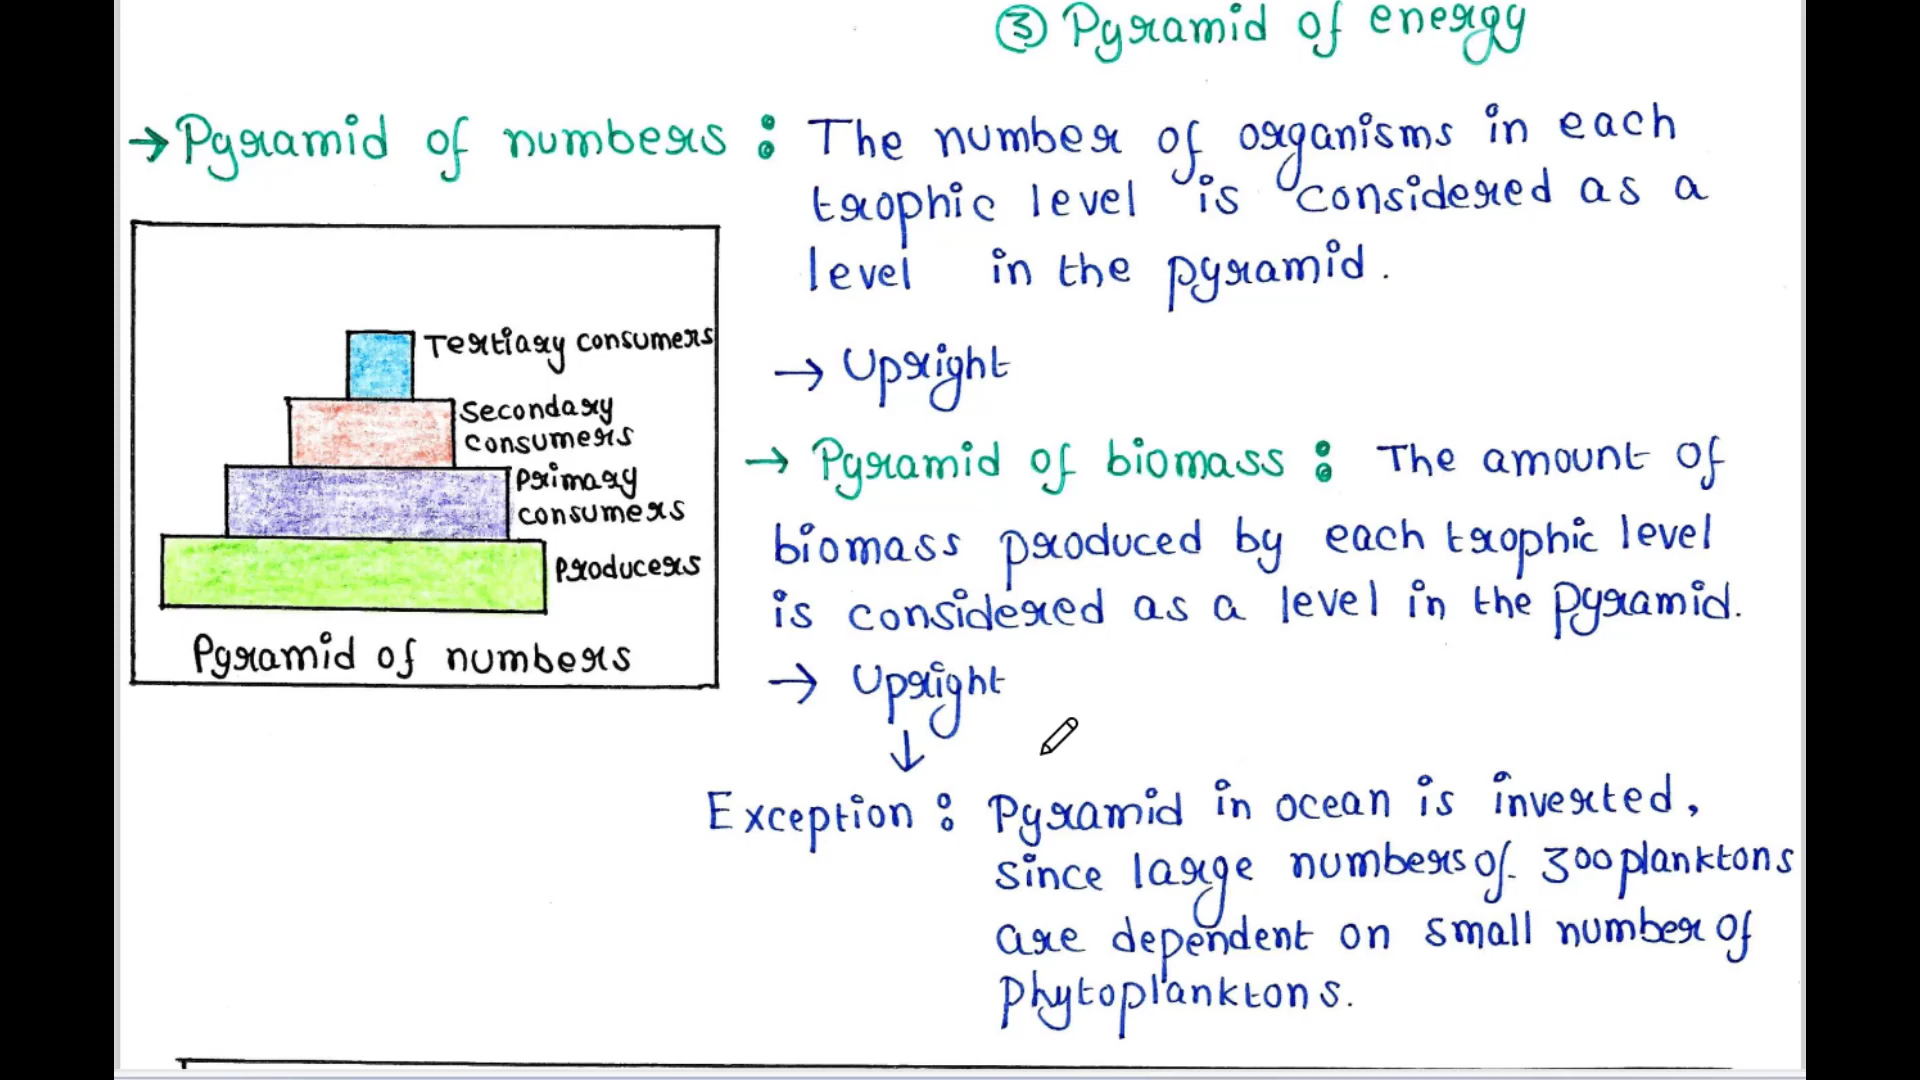 ③ Pyramid of energy
→ Pyramid of numbers : The number of organisms in each
trophic level is considered as a
level in the pyramid.
Tertiary consumers
Secondary
consumers
Primary
consumers
Producers
Pyramid of numbers
→ Upright
→ Pyramid of biomass : The amount of
biomass produced by each trophic level
is considered as a level in the pyramid.
→ Upright
↓
Exception : Pyramid in ocean is inverted,
since large numbers of zooplanktons
are dependent on small number of
Phytoplanktons.